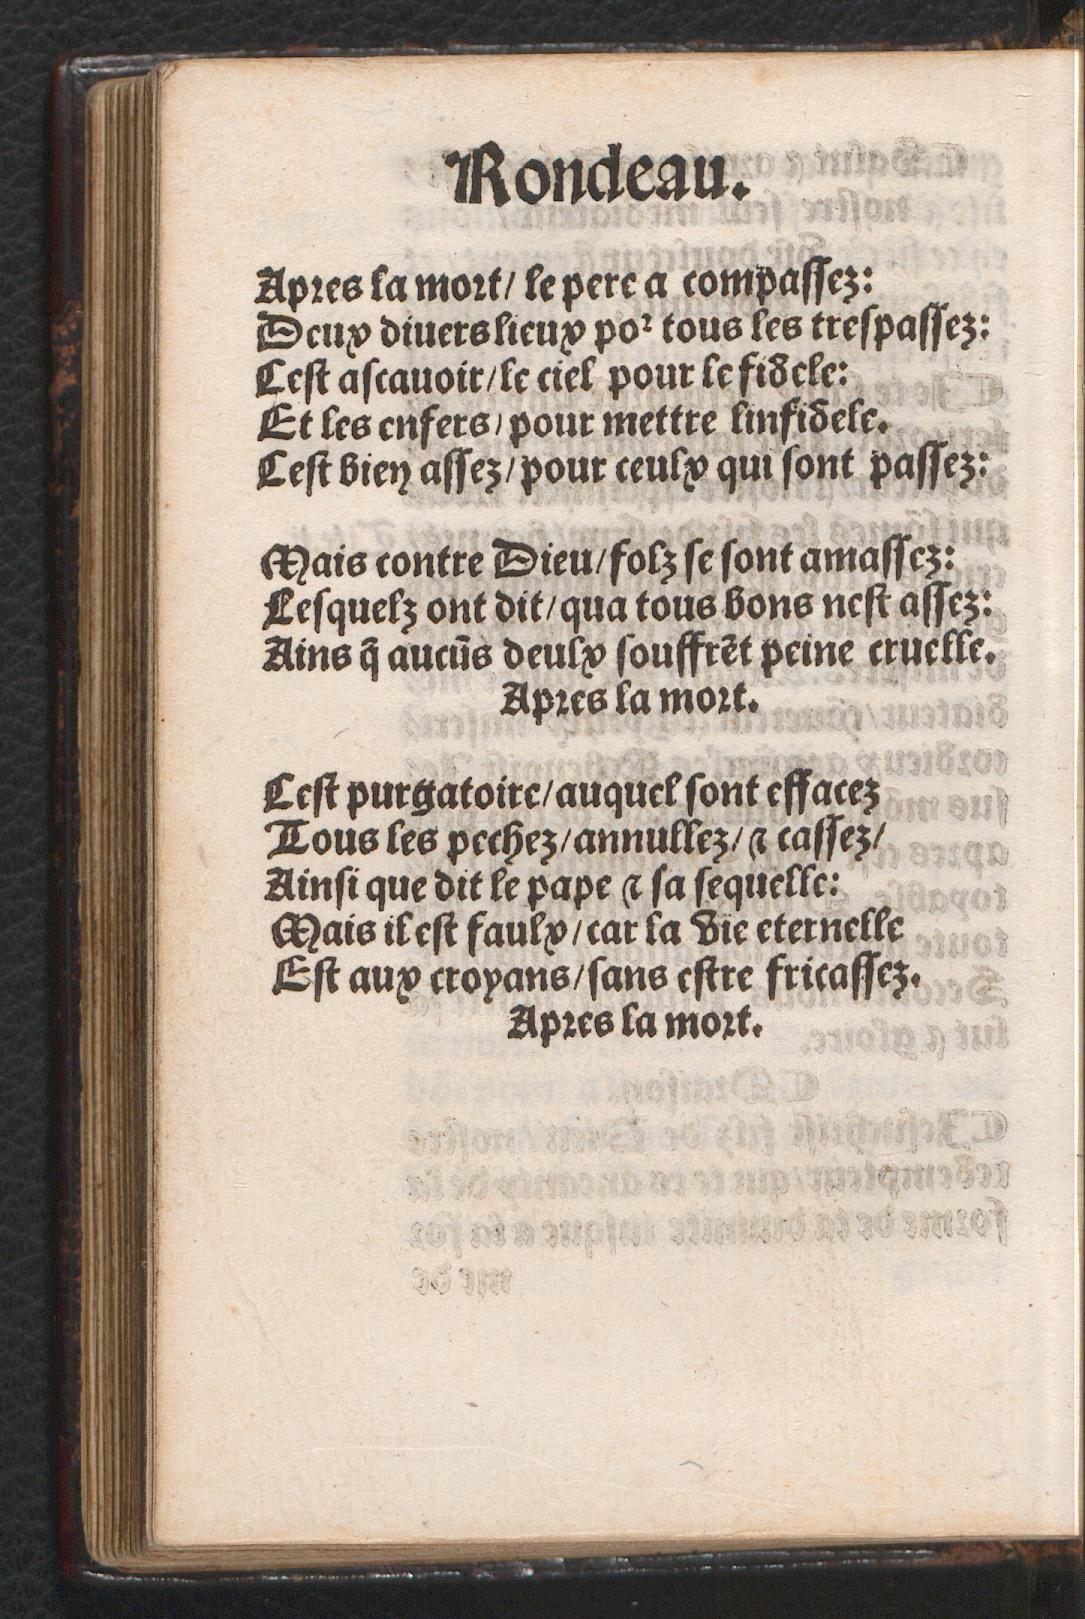 Rondeau.
Apres la mort/ le pere a compassez:
Deux divers lieux poᷣ tous les trespassez:
Cest ascavoir/ le ciel pour le fidele:
Et les enfers/ pour mettre linfidele.
Cest bien assez/ pour ceulx qui sont passez:
Mais contre Dieu/ folz se sont amassez:
Lesquelz ont dit/ qua tous bons nest assez:
Ains q̃ aucũs deulx souffrẽt peine cruelle.
Apres la mort.
Cest purgatoire/ auquel sont effacez
Tous les pechez/ annullez/ ⁊ cassez/
Ainsi que dit le pape ⁊ sa sequelle:
Mais il est faulx/ car la vie eternelle
Est aux croyans/ sans estre fricassez.
Apres la mort.